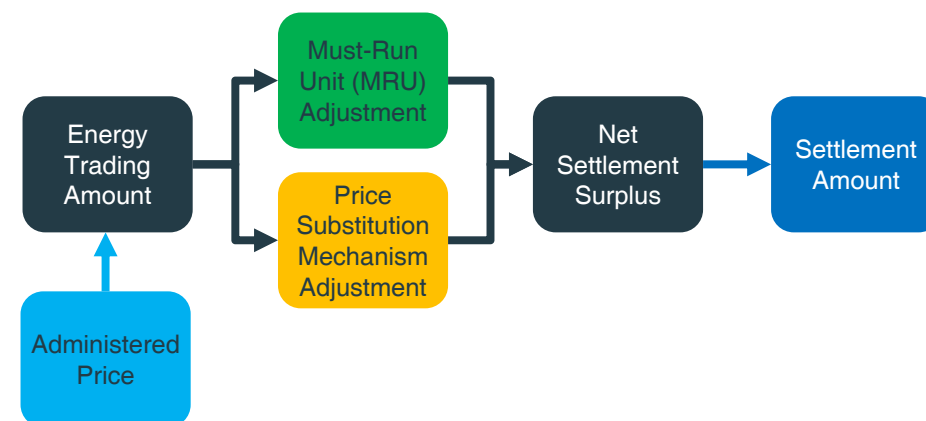 Energy
Trading
Amount
Must-Run
Unit (MRU)
Adjustment
Price
Substitution
Mechanism
Adjustment
Net
Settlement
Surplus
Settlement
Amount
Administered
Price